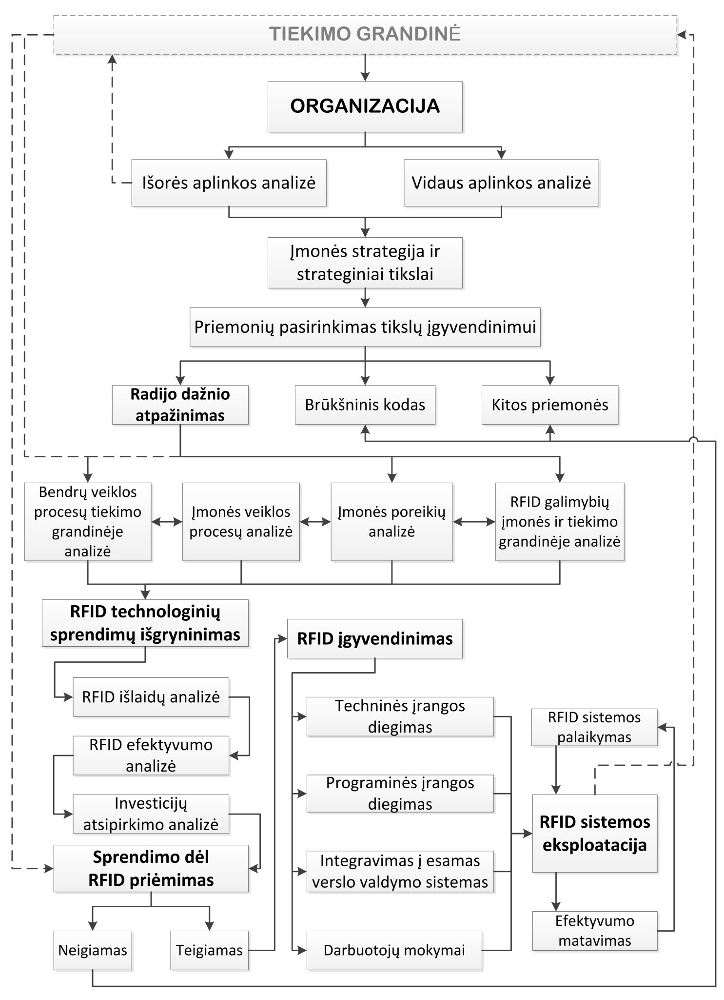 TIEKIMO GRANDINĖ
ORGANIZACIJA
Išorės aplinkos analizė
Vidaus aplinkos analizė
Įmonės strategija ir
strateginiai tikslai
Priemonių pasirinkimas tikslų įgyvendinimui
Radijo dažnio
atpažinimas
Brūkšninis kodas
Kitos priemonės
Bendrų veiklos
procesų tiekimo
grandinėje
analizė
Įmonės veiklos
procesų analizė
Įmonės poreikių
analizė
RFID galimybių
įmonės ir tiekimo
grandinėje analizė
RFID technologinių
sprendimų išgryninimas
RFID išlaidų analizė
RFID efektyvumo
analizė
Investicijų
atsipirkimo analizė
Sprendimo dėl
RFID priėmimas
Neigiamas
Teigiamas
RFID įgyvendinimas
Techninės įrangos
diegimas
Programinės įrangos
diegimas
Integravimas į esamas
verslo valdymo sistemas
Darbuotojų mokymai
RFID sistemos
palaikymas
RFID sistemos
eksploatacija
Efektyvumo
matavimas